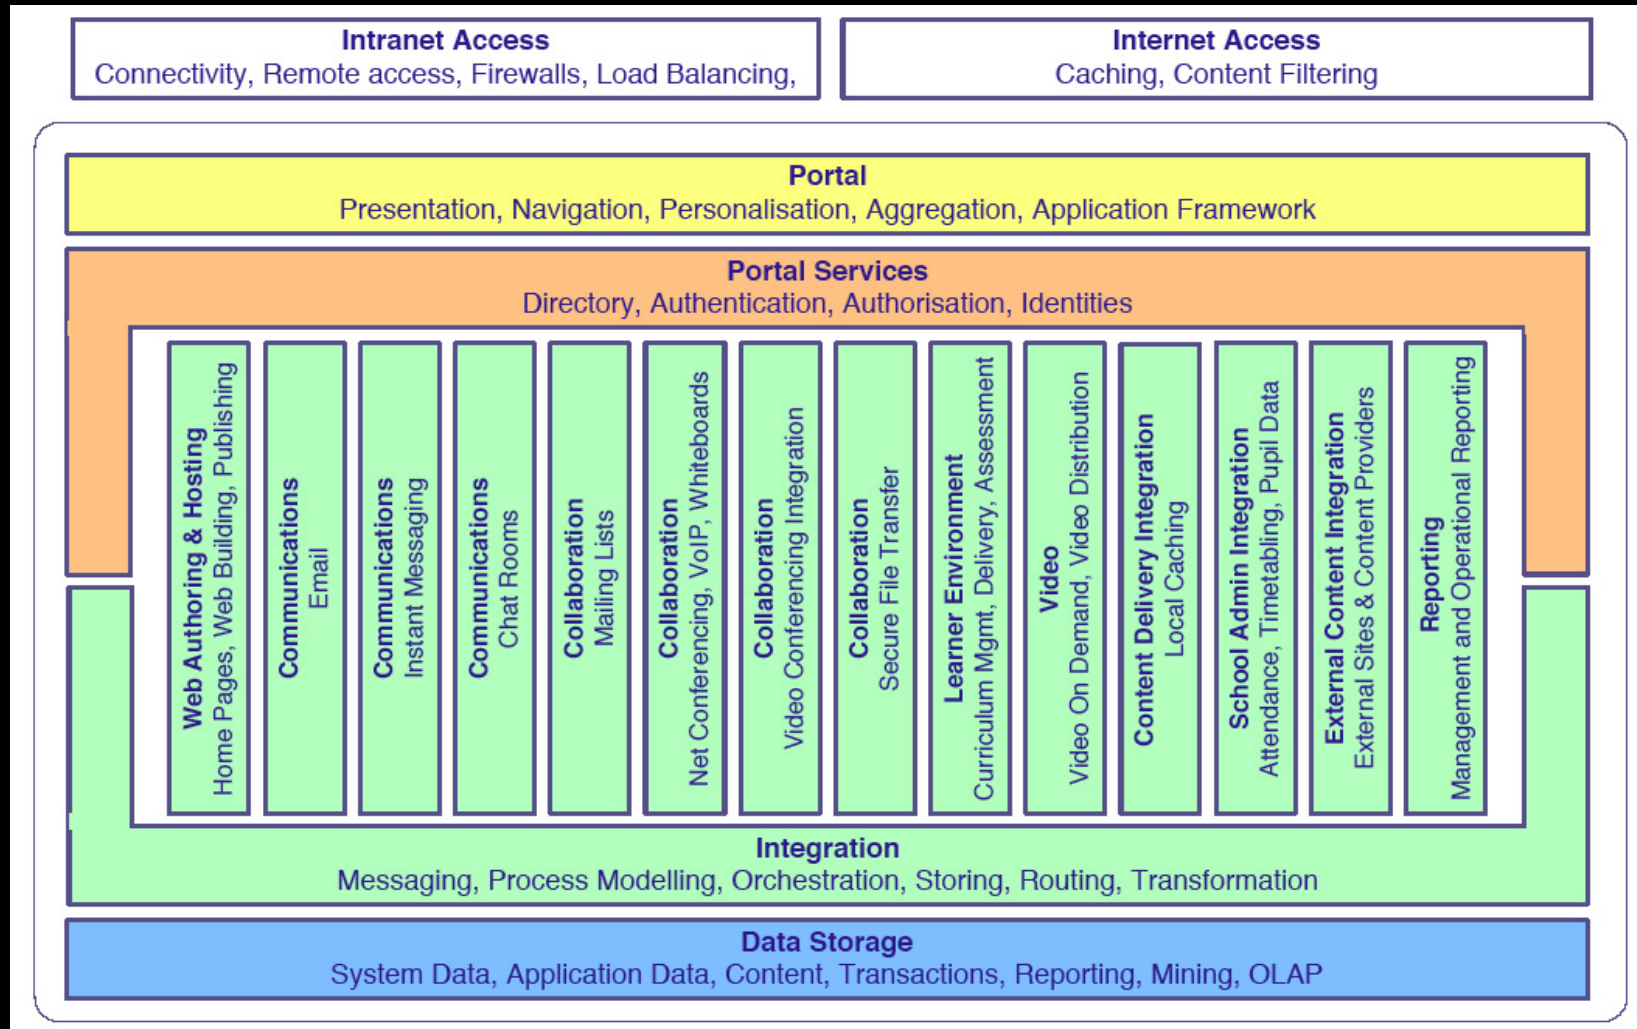 Intranet Access
Connectivity, Remote access, Firewalls, Load Balancing,
Internet Access
Caching, Content Filtering
Portal
Presentation, Navigation, Personalisation, Aggregation, Application Framework
Portal Services
Directory, Authentication, Authorisation, Identities
Web Authoring & Hosting
Home Pages, Web Building, Publishing
Communications
Email
Communications
Instant Messaging
Communications
Chat Rooms
Collaboration
Mailing Lists
Collaboration
Net Conferencing, VoIP, Whiteboards
Collaboration
Video Conferencing Integration
Collaboration
Secure File Transfer
Learner Environment
Curriculum Mgmt, Delivery, Assessment
Video
Video On Demand, Video Distribution
Content Delivery Integration
Local Caching
School Admin Integration
Attendance, Timetabling, Pupil Data
External Content Integration
External Sites & Content Providers
Reporting
Management and Operational Reporting
Integration
Messaging, Process Modelling, Orchestration, Storing, Routing, Transformation
Data Storage
System Data, Application Data, Content, Transactions, Reporting, Mining, OLAP